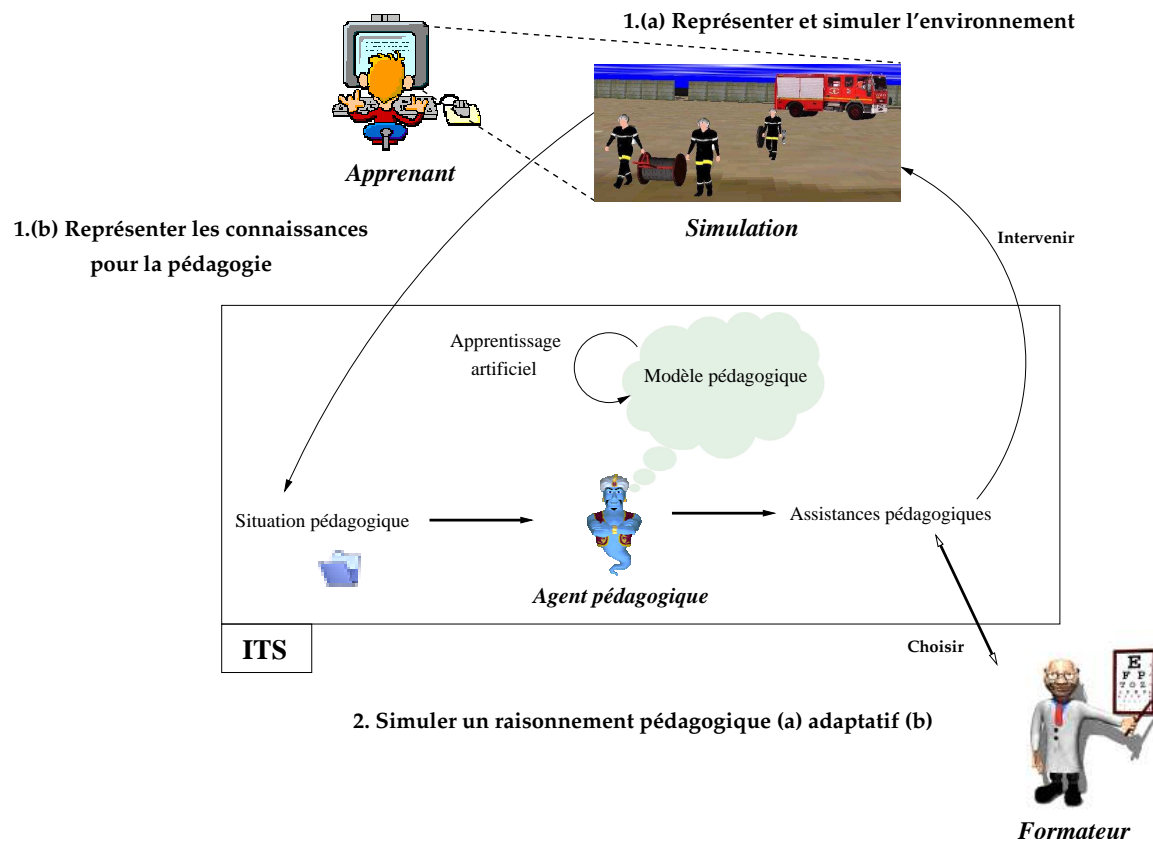 1.(a) Représenter et simuler l’environnement
Apprenant
Simulation
1.(b) Représenter les connaissances
pour la pédagogie
Intervenir
Apprentissage
artificiel
Modèle pédagogique
Situation pédagogique
Assistances pédagogiques
Agent pédagogique
ITS
Choisir
E
F P
T O Z
2. Simuler un raisonnement pédagogique (a) adaptatif (b)
Formateur